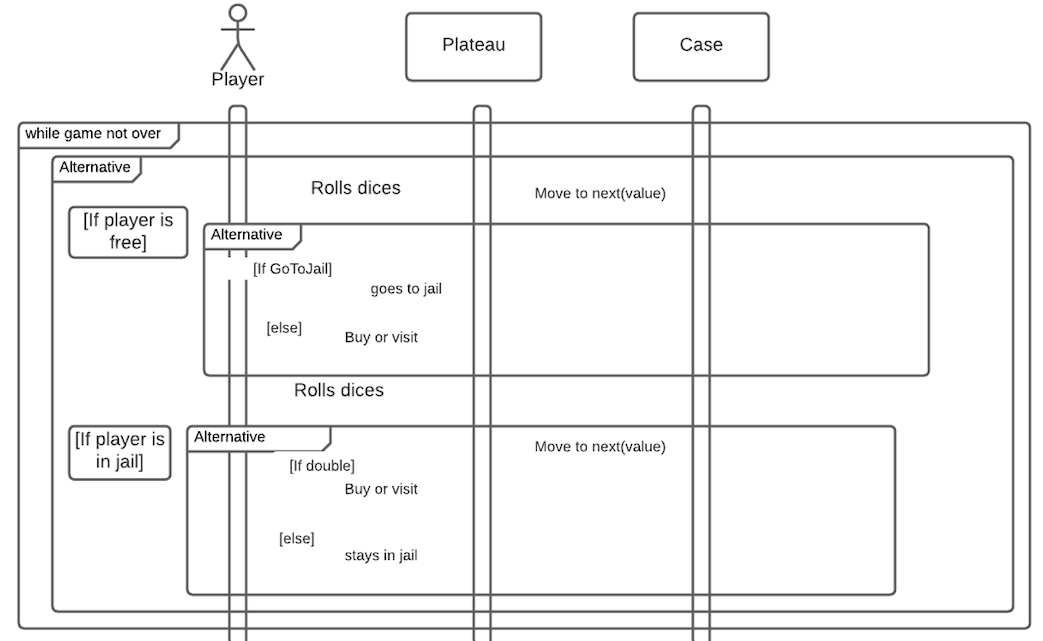 Player
Plateau
Case
while game not over
Alternative
Rolls dices
Move to next(value)
[If player is
free]
Alternative
[If GoToJail]
goes to jail
[else]
Buy or visit
Rolls dices
[If player is
in jail]
Alternative
Move to next(value)
[If double]
Buy or visit
[else]
stays in jail